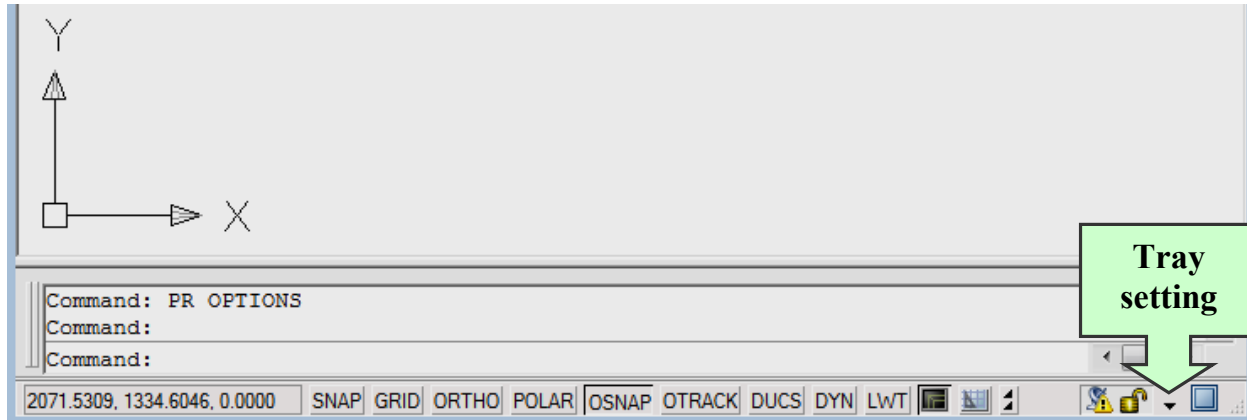 Y
X
Tray
setting
Command: PR OPTIONS
Command:
Command:
2071.5309, 1334.6046, 0.0000 SNAP GRID ORTHO POLAR OSNAP OTRACK DUCS DYN LWT